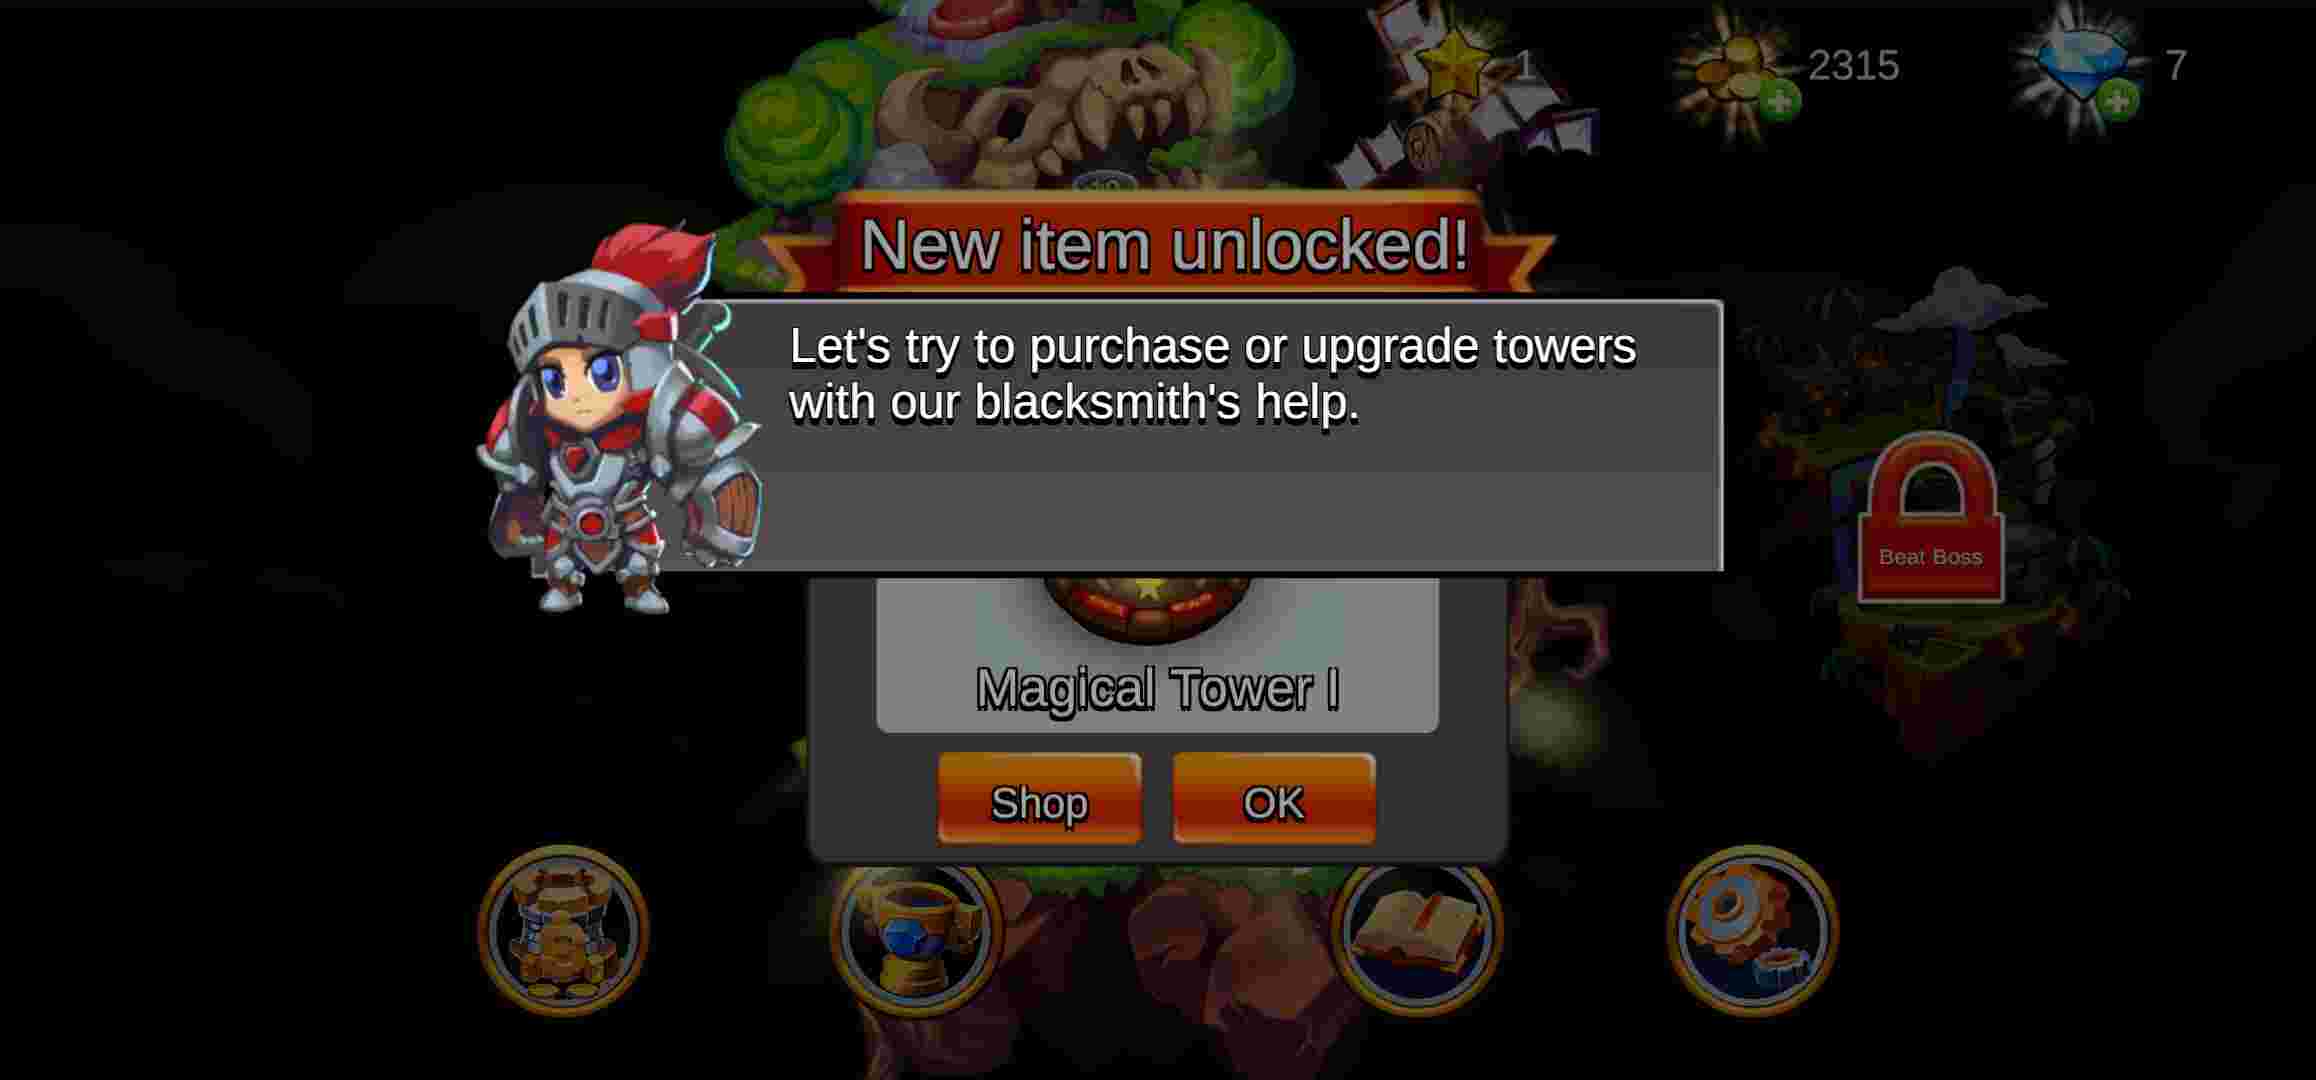 1
2315
7
New item unlocked!
Let's try to purchase or upgrade towers
with our blacksmith's help.
Beat Boss
Magical Tower I
Shop
OK